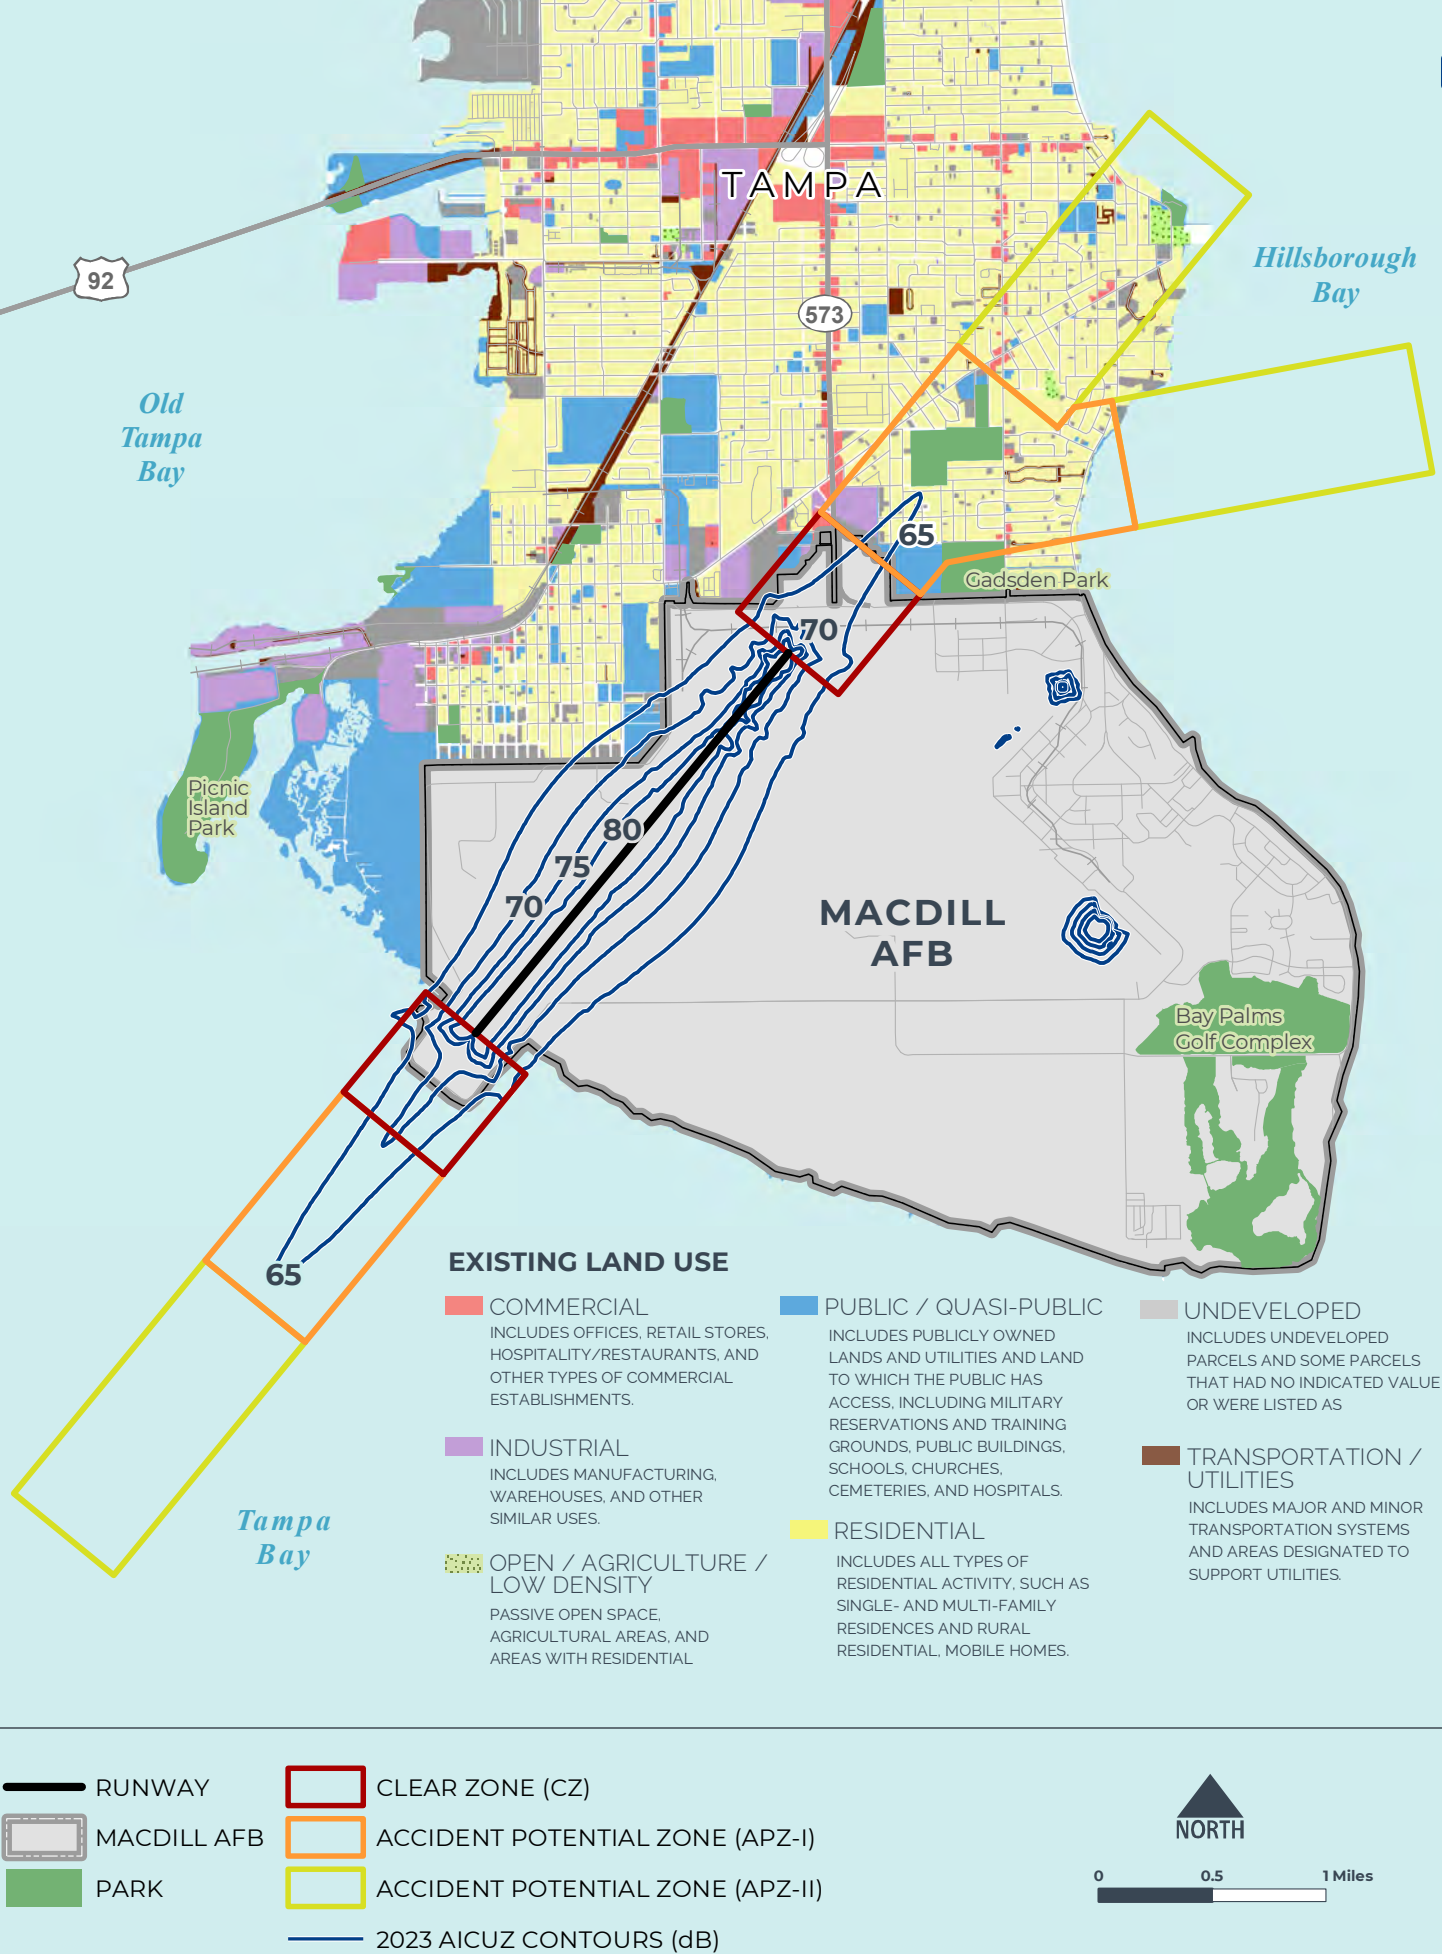 TAMPA
92
Hillsborough
Bay
573
Old
Tampa
Bay
65
Gadsden Park
70
Picnic
Island
Park
80
75
70
MACDILL
AFB
Bay Palms
Golf Complex
65
Tampa
Bay
EXISTING LAND USE
COMMERCIAL
INCLUDES OFFICES, RETAIL STORES,
HOSPITALITY/RESTAURANTS, AND
OTHER TYPES OF COMMERCIAL
ESTABLISHMENTS.
INDUSTRIAL
INCLUDES MANUFACTURING,
WAREHOUSES, AND OTHER
SIMILAR USES.
OPEN / AGRICULTURE /
LOW DENSITY
PASSIVE OPEN SPACE,
AGRICULTURAL AREAS, AND
AREAS WITH RESIDENTIAL
PUBLIC / QUASI-PUBLIC
INCLUDES PUBLICLY OWNED
LANDS AND UTILITIES AND LAND
TO WHICH THE PUBLIC HAS
ACCESS, INCLUDING MILITARY
RESERVATIONS AND TRAINING
GROUNDS, PUBLIC BUILDINGS,
SCHOOLS, CHURCHES,
CEMETERIES, AND HOSPITALS.
RESIDENTIAL
INCLUDES ALL TYPES OF
RESIDENTIAL ACTIVITY, SUCH AS
SINGLE- AND MULTI-FAMILY
RESIDENCES AND RURAL
RESIDENTIAL, MOBILE HOMES.
UNDEVELOPED
INCLUDES UNDEVELOPED
PARCELS AND SOME PARCELS
THAT HAD NO INDICATED VALUE
OR WERE LISTED AS
TRANSPORTATION /
UTILITIES
INCLUDES MAJOR AND MINOR
TRANSPORTATION SYSTEMS
AND AREAS DESIGNATED TO
SUPPORT UTILITIES.
RUNWAY
MACDILL AFB
PARK
CLEAR ZONE (CZ)
ACCIDENT POTENTIAL ZONE (APZ-I)
ACCIDENT POTENTIAL ZONE (APZ-II)
2023 AICUZ CONTOURS (dB)
NORTH
0 0.5 1 Miles